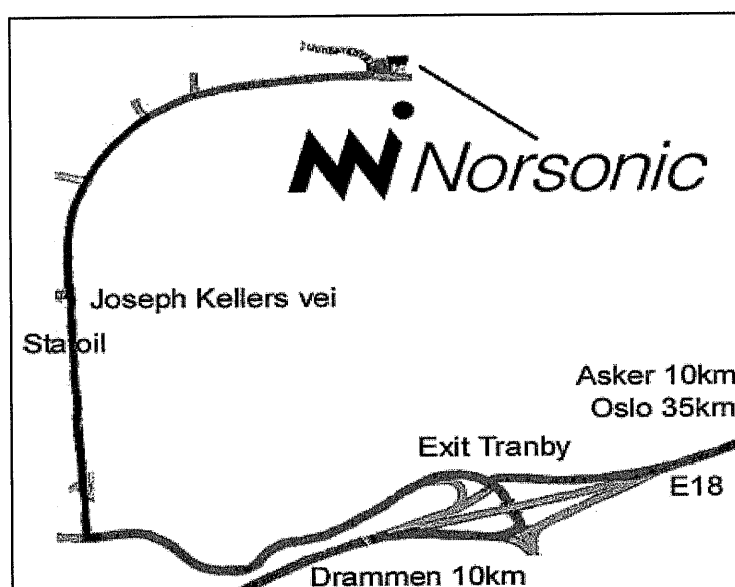 Norsonic
Joseph Kellers vei
Statoil
Asker 10km
Oslo 35km
Exit Tranby
E18
Drammen 10km